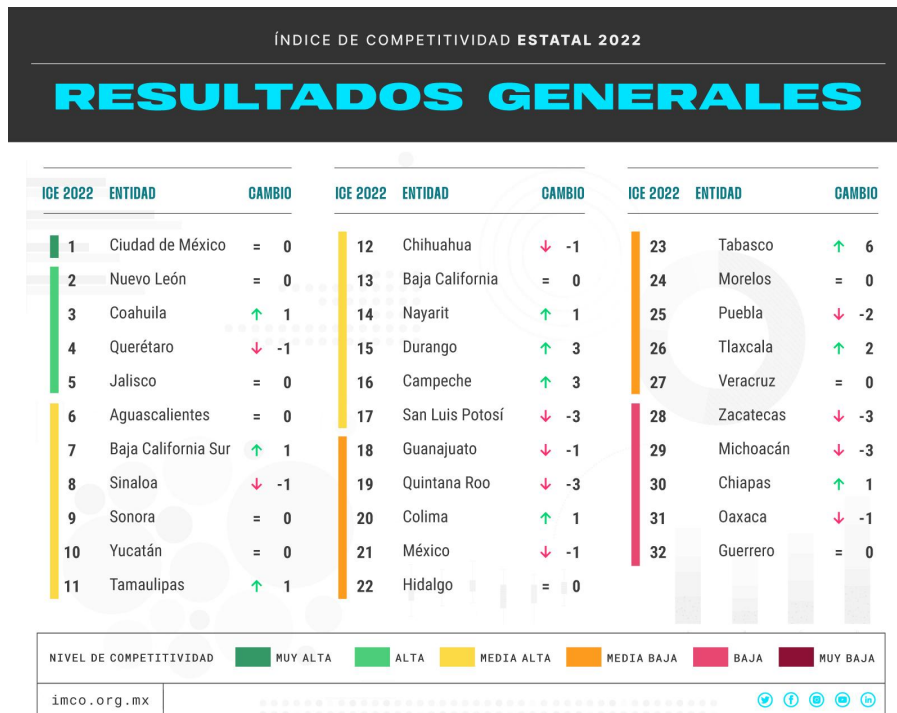 ÍNDICE DE COMPETITIVIDAD ESTATAL 2022
RESULTADOS GENERALES
ICE 2022 ENTIDAD CAMBIO
1 Ciudad de México = 0
2 Nuevo León = 0
3 Coahuila ↑ 1
4 Querétaro ↓ -1
5 Jalisco = 0
6 Aguascalientes = 0
7 Baja California Sur ↑ 1
8 Sinaloa ↓ -1
9 Sonora = 0
10 Yucatán = 0
11 Tamaulipas ↑ 1
ICE 2022 ENTIDAD CAMBIO
12 Chihuahua ↓ -1
13 Baja California = 0
14 Nayarit ↑ 1
15 Durango ↑ 3
16 Campeche ↑ 3
17 San Luis Potosí ↓ -3
18 Guanajuato ↓ -1
19 Quintana Roo ↓ -3
20 Colima ↑ 1
21 México ↓ -1
22 Hidalgo = 0
ICE 2022 ENTIDAD CAMBIO
23 Tabasco ↑ 6
24 Morelos = 0
25 Puebla ↓ -2
26 Tlaxcala ↑ 2
27 Veracruz = 0
28 Zacatecas ↓ -3
29 Michoacán ↓ -3
30 Chiapas ↑ 1
31 Oaxaca ↓ -1
32 Guerrero = 0
NIVEL DE COMPETITIVIDAD MUY ALTA ALTA MEDIA ALTA MEDIA BAJA BAJA MUY BAJA
imco.org.mx